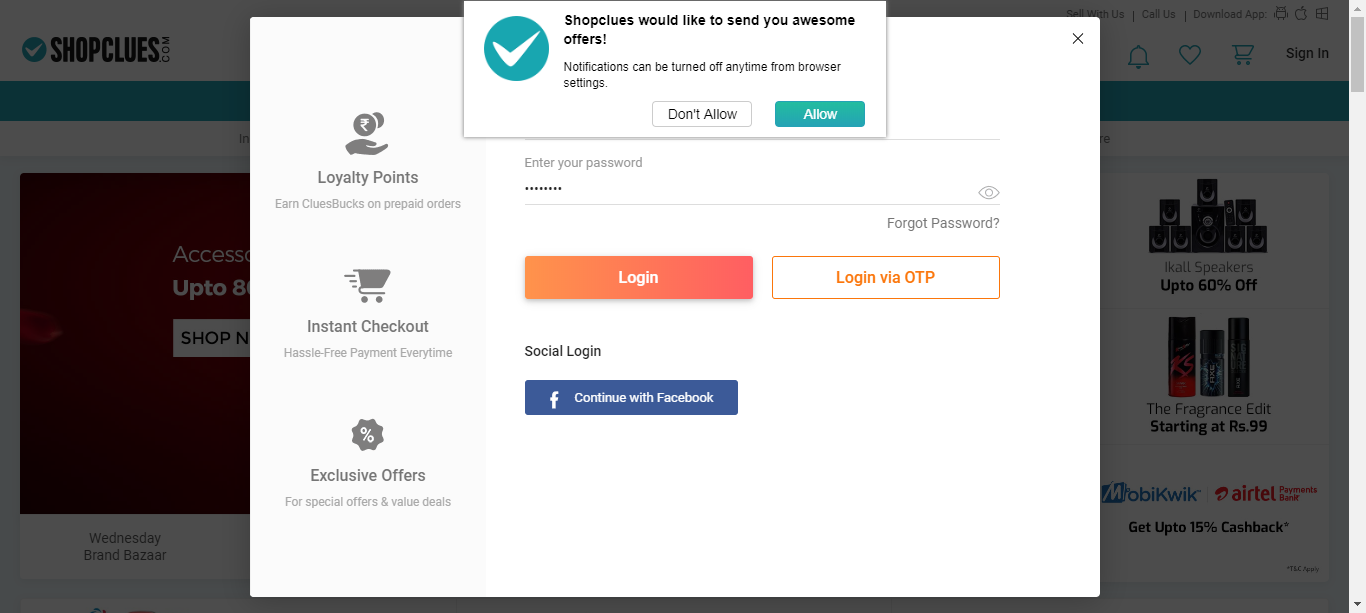 Sell With Us | Call Us | Download App:
SHOPCLUES.COM
Sign In
Shopclues would like to send you awesome
offers!
Notifications can be turned off anytime from browser
settings.
Don't Allow
Allow
Loyalty Points
Earn CluesBucks on prepaid orders
Instant Checkout
Hassle-Free Payment Everytime
Exclusive Offers
For special offers & value deals
Enter your password
••••••••
Forgot Password?
Login
Login via OTP
Social Login
f Continue with Facebook
Upto
SHOP
Wednesday
Brand Bazaar
Ikall Speakers
Upto 60% Off
AXE
The Fragrance Edit
Starting at Rs.99
MobiKwik | airtel Payments Bank
Get Upto 15% Cashback*
*T&C Apply